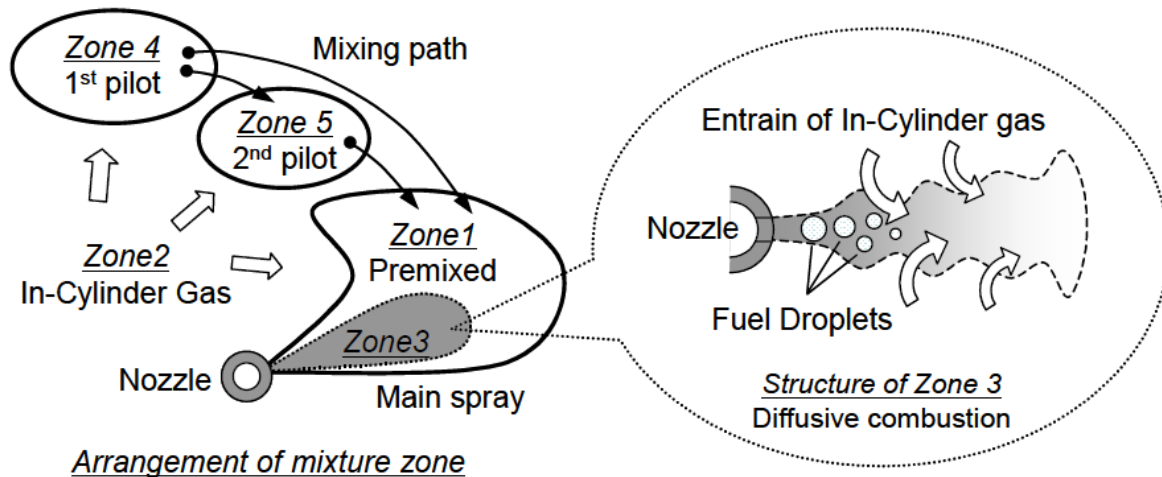 Zone 4
1st pilot
Mixing path
Zone 5
2nd pilot
Zone2
In-Cylinder Gas
Zone1
Premixed
Zone3
Nozzle
Main spray
Arrangement of mixture zone
Entrain of In-Cylinder gas
Nozzle
Fuel Droplets
Structure of Zone 3
Diffusive combustion